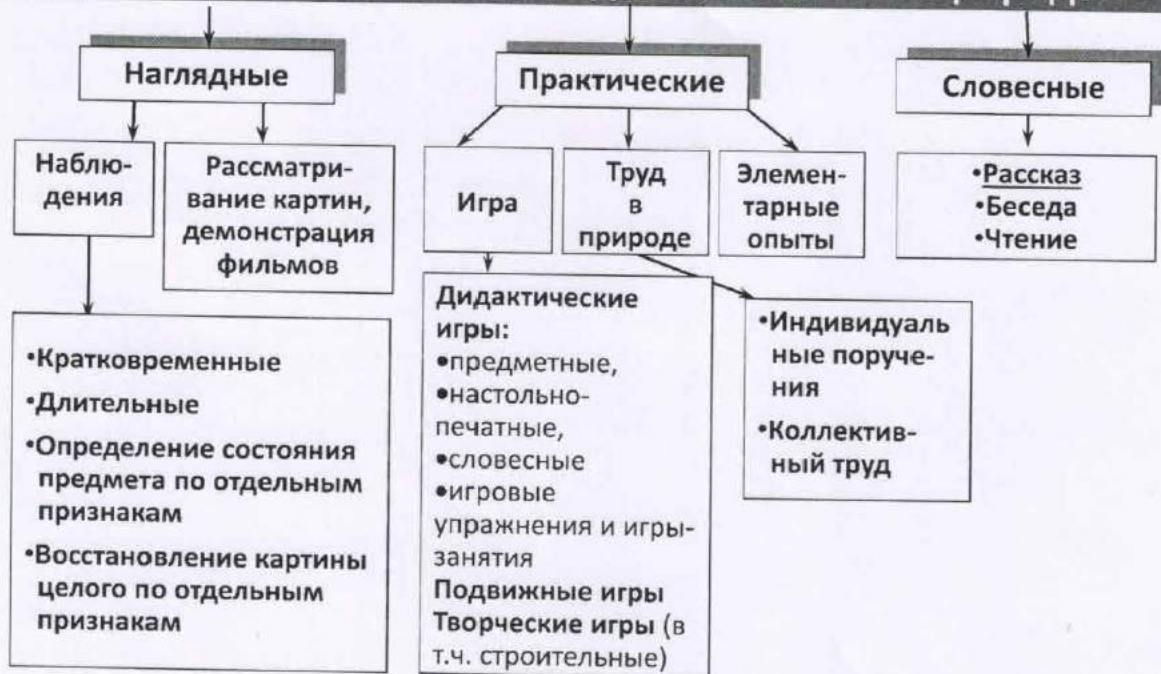 Наглядные
Практические
Словесные
Наблю-
дения
Рассматри-
вание картин,
демонстрация
фильмов
Игра
Труд
в
природе
Элемен-
тарные
опыты
•Рассказ
•Беседа
•Чтение
•Кратковременные
•Длительные
•Определение состояния
предмета по отдельным
признакам
•Восстановление картины
целого по отдельным
признакам
Дидактические
игры:
•предметные,
•настольно-
печатные,
•словесные
•игровые
упражнения и игры-
занятия
Подвижные игры
Творческие игры (в
т.ч. строительные)
•Индивидуаль
ные поруче-
ния
•Коллектив-
ный труд